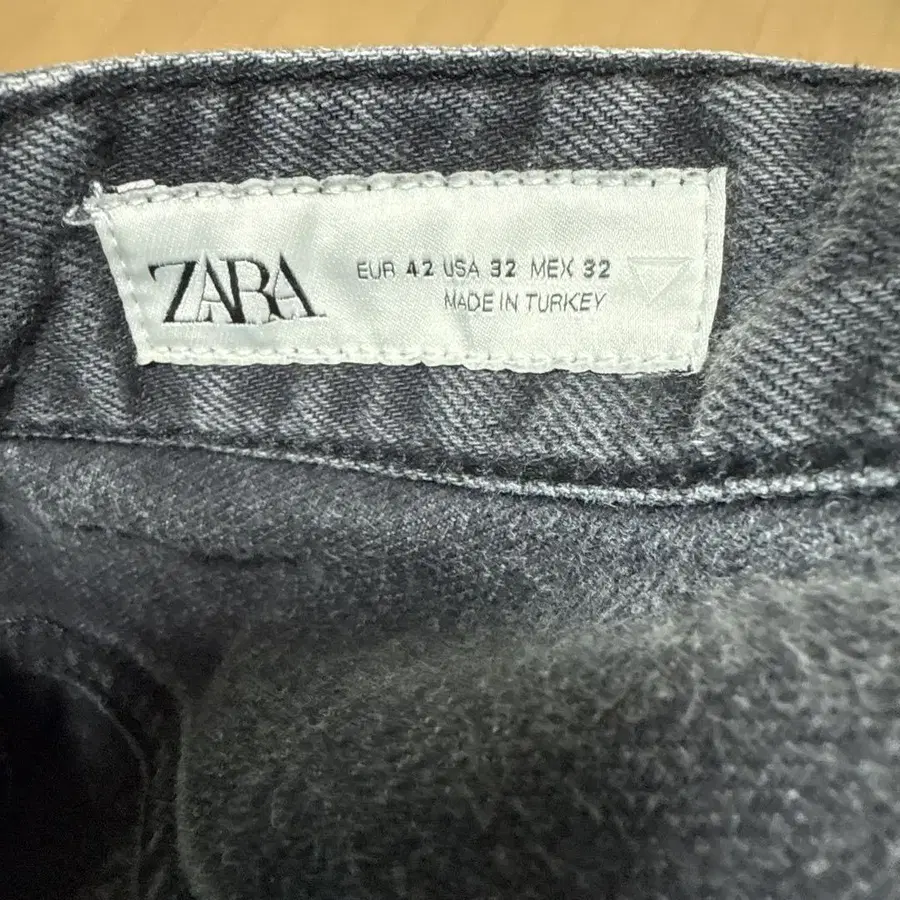 ZARA
EUR 42 USA 32 MEX 32
MADE IN TURKEY